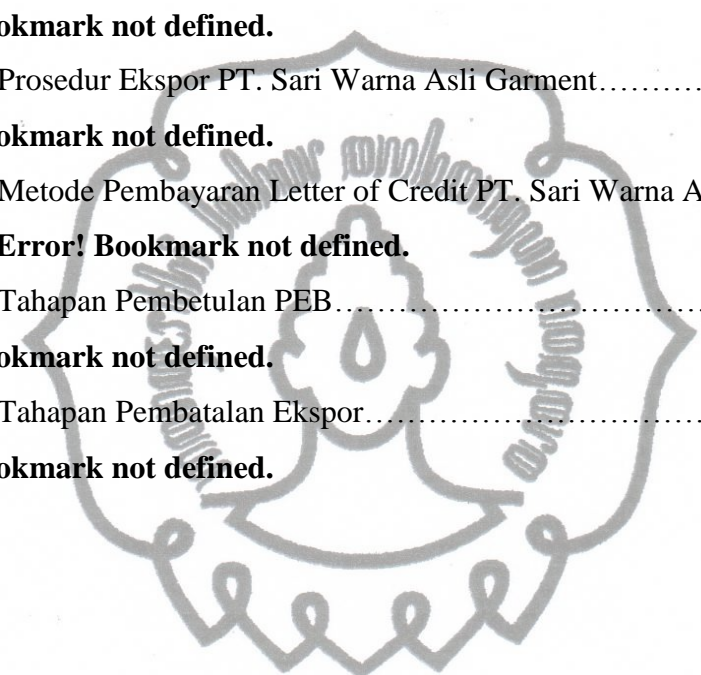 okmark not defined.
Prosedur Ekspor PT. Sari Warna Asli Garment…………
okmark not defined.
Metode Pembayaran Letter of Credit PT. Sari Warna A
Error! Bookmark not defined.
Tahapan Pembetulan PEB………………………………
okmark not defined.
Tahapan Pembatalan Ekspor……………………………
okmark not defined.